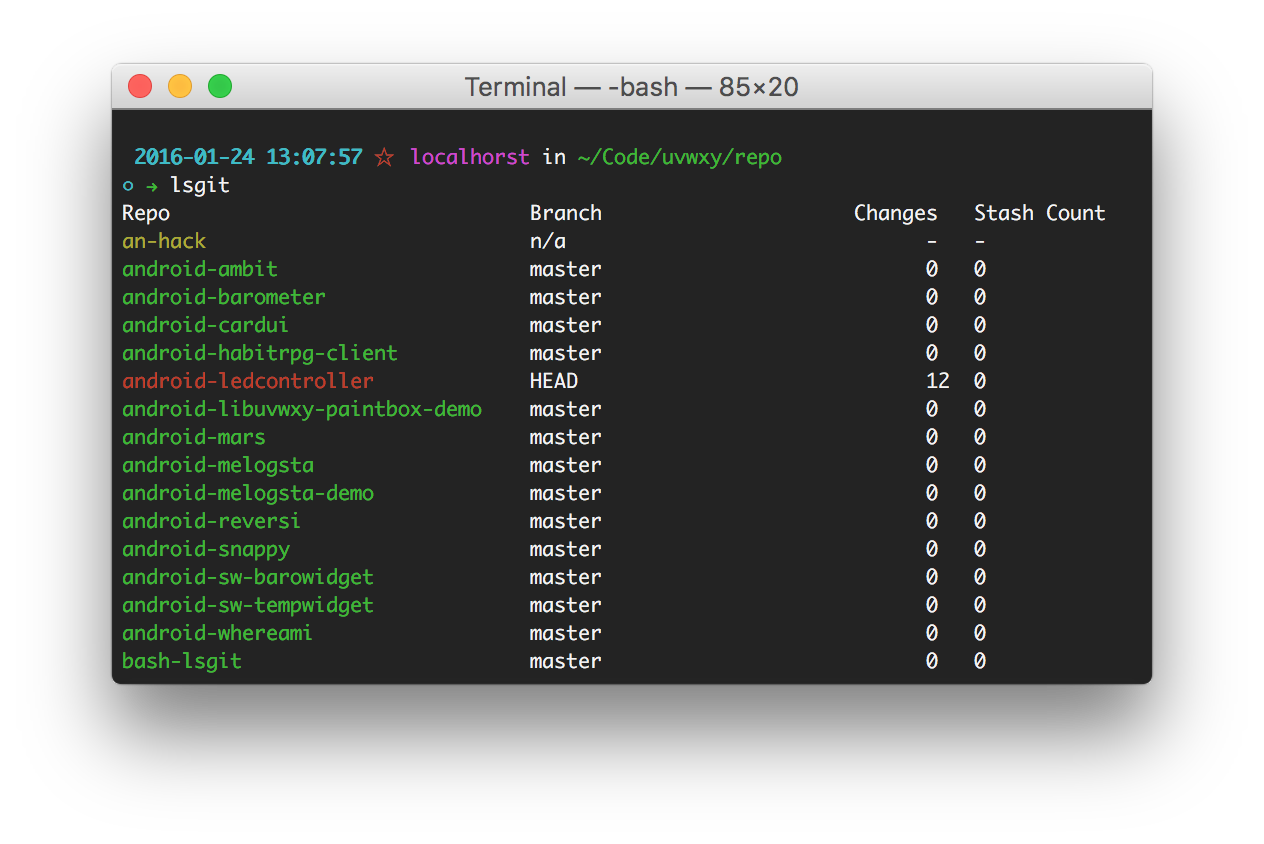 Terminal — -bash — 85×20
2016-01-24 13:07:57 ☆ localhorst in ~/Code/uvwxy/repo
○ → lsgit
Repo Branch Changes Stash Count
an-hack n/a - -
android-ambit master 0 0
android-barometer master 0 0
android-cardui master 0 0
android-habitrpg-client master 0 0
android-ledcontroller HEAD 12 0
android-libuvwxy-paintbox-demo master 0 0
android-mars master 0 0
android-melogsta master 0 0
android-melogsta-demo master 0 0
android-reversi master 0 0
android-snappy master 0 0
android-sw-barowidget master 0 0
android-sw-tempwidget master 0 0
android-whereami master 0 0
bash-lsgit master 0 0